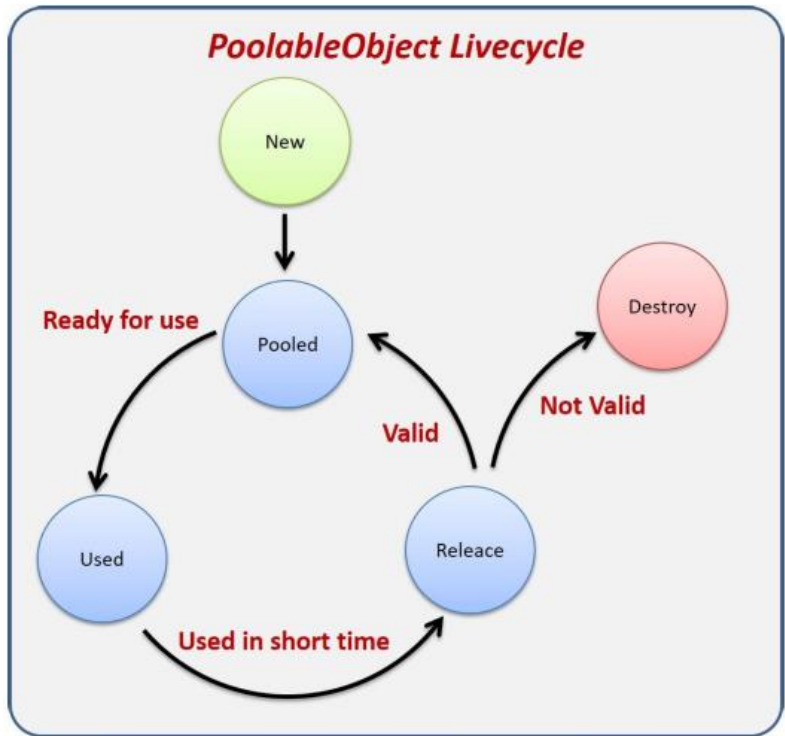 PoolableObject Livecycle
New
Ready for use
Pooled
Destroy
Valid
Not Valid
Used
Releace
Used in short time